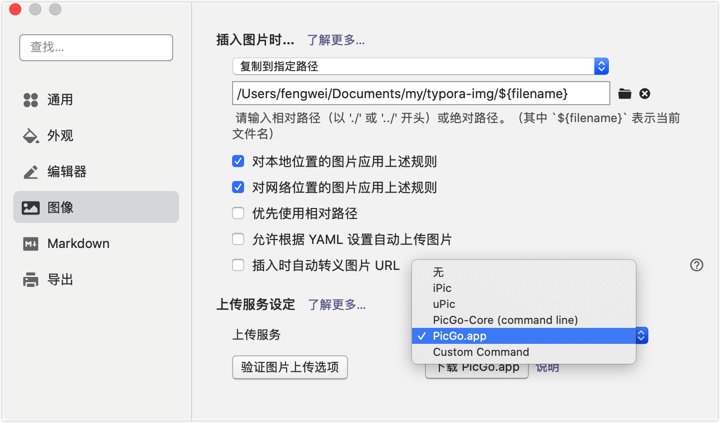 查找...
通用
外观
编辑器
图像
Markdown
导出
插入图片时... 了解更多...
复制到指定路径
/Users/fengwei/Documents/my/typora-img/${filename}
请输入相对路径（以 './' 或 '../' 开头）或绝对路径。（其中 `${filename}` 表示当前
文件名）
对本地位置的图片应用上述规则
对网络位置的图片应用上述规则
优先使用相对路径
允许根据 YAML 设置自动上传图片
插入时自动转义图片 URL
上传服务设定 了解更多...
上传服务
无
iPic
uPic
PicGo-Core (command line)
PicGo.app
Custom Command
验证图片上传选项
下载 PicGo.app 说明